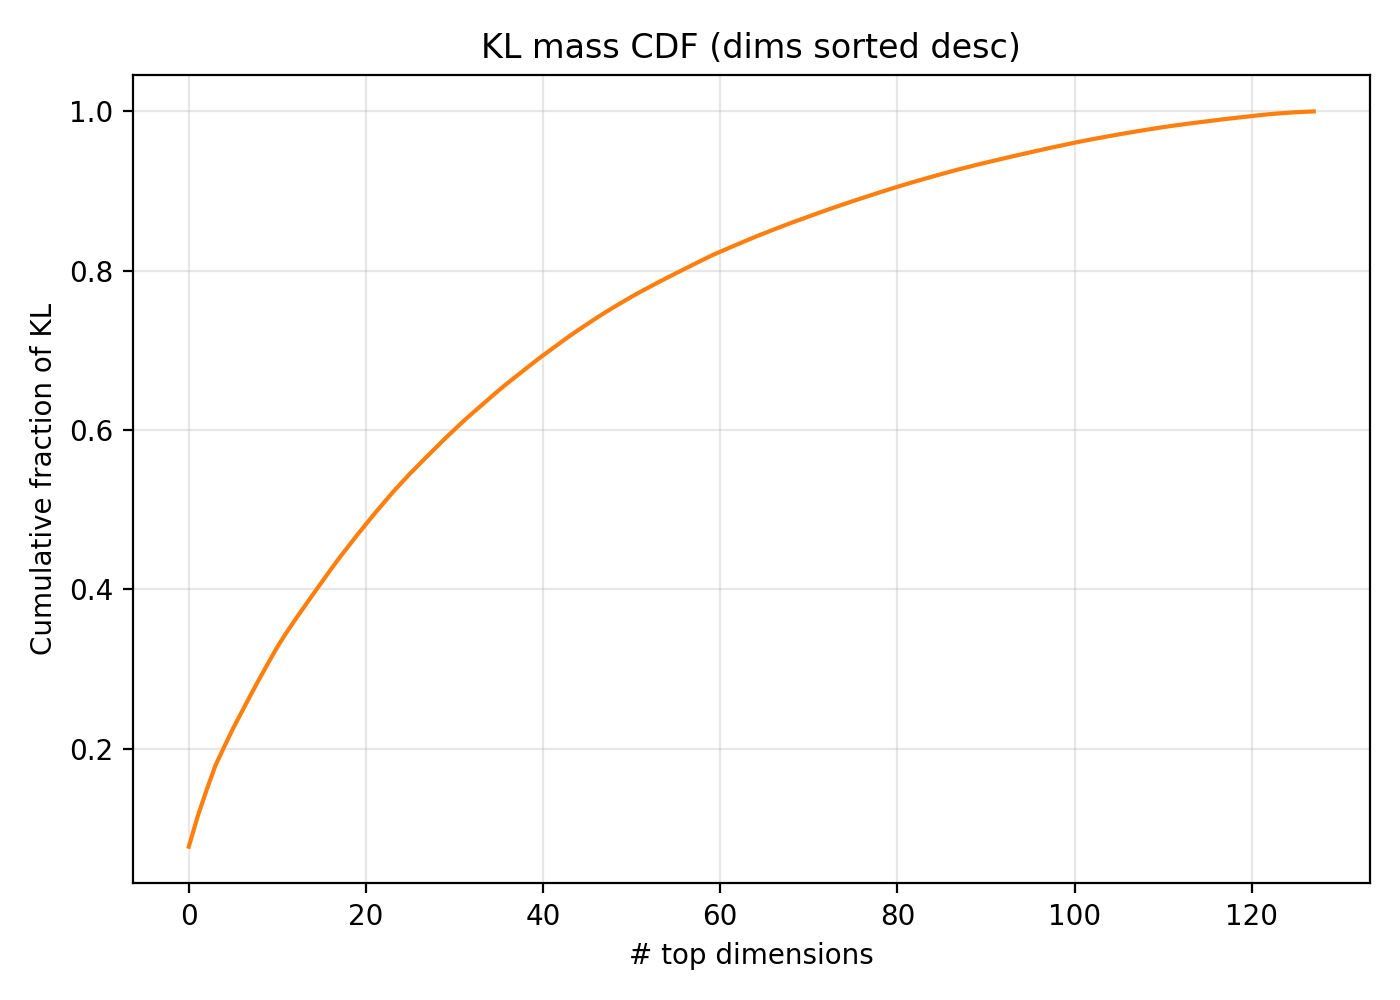 KL mass CDF (dims sorted desc)
Cumulative fraction of KL
1.0
0.8
0.6
0.4
0.2
0 20 40 60 80 100 120
# top dimensions